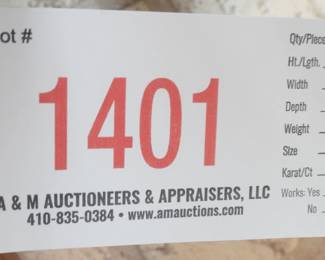 ot #
1401
A & M AUCTIONEERS & APPRAISERS, LLC
410-835-0384 • www.amauctions.com
Qty/Piece
Ht./Lgth.
Width
Depth
Weight
Size
Karat/Ct
Works: Yes
No